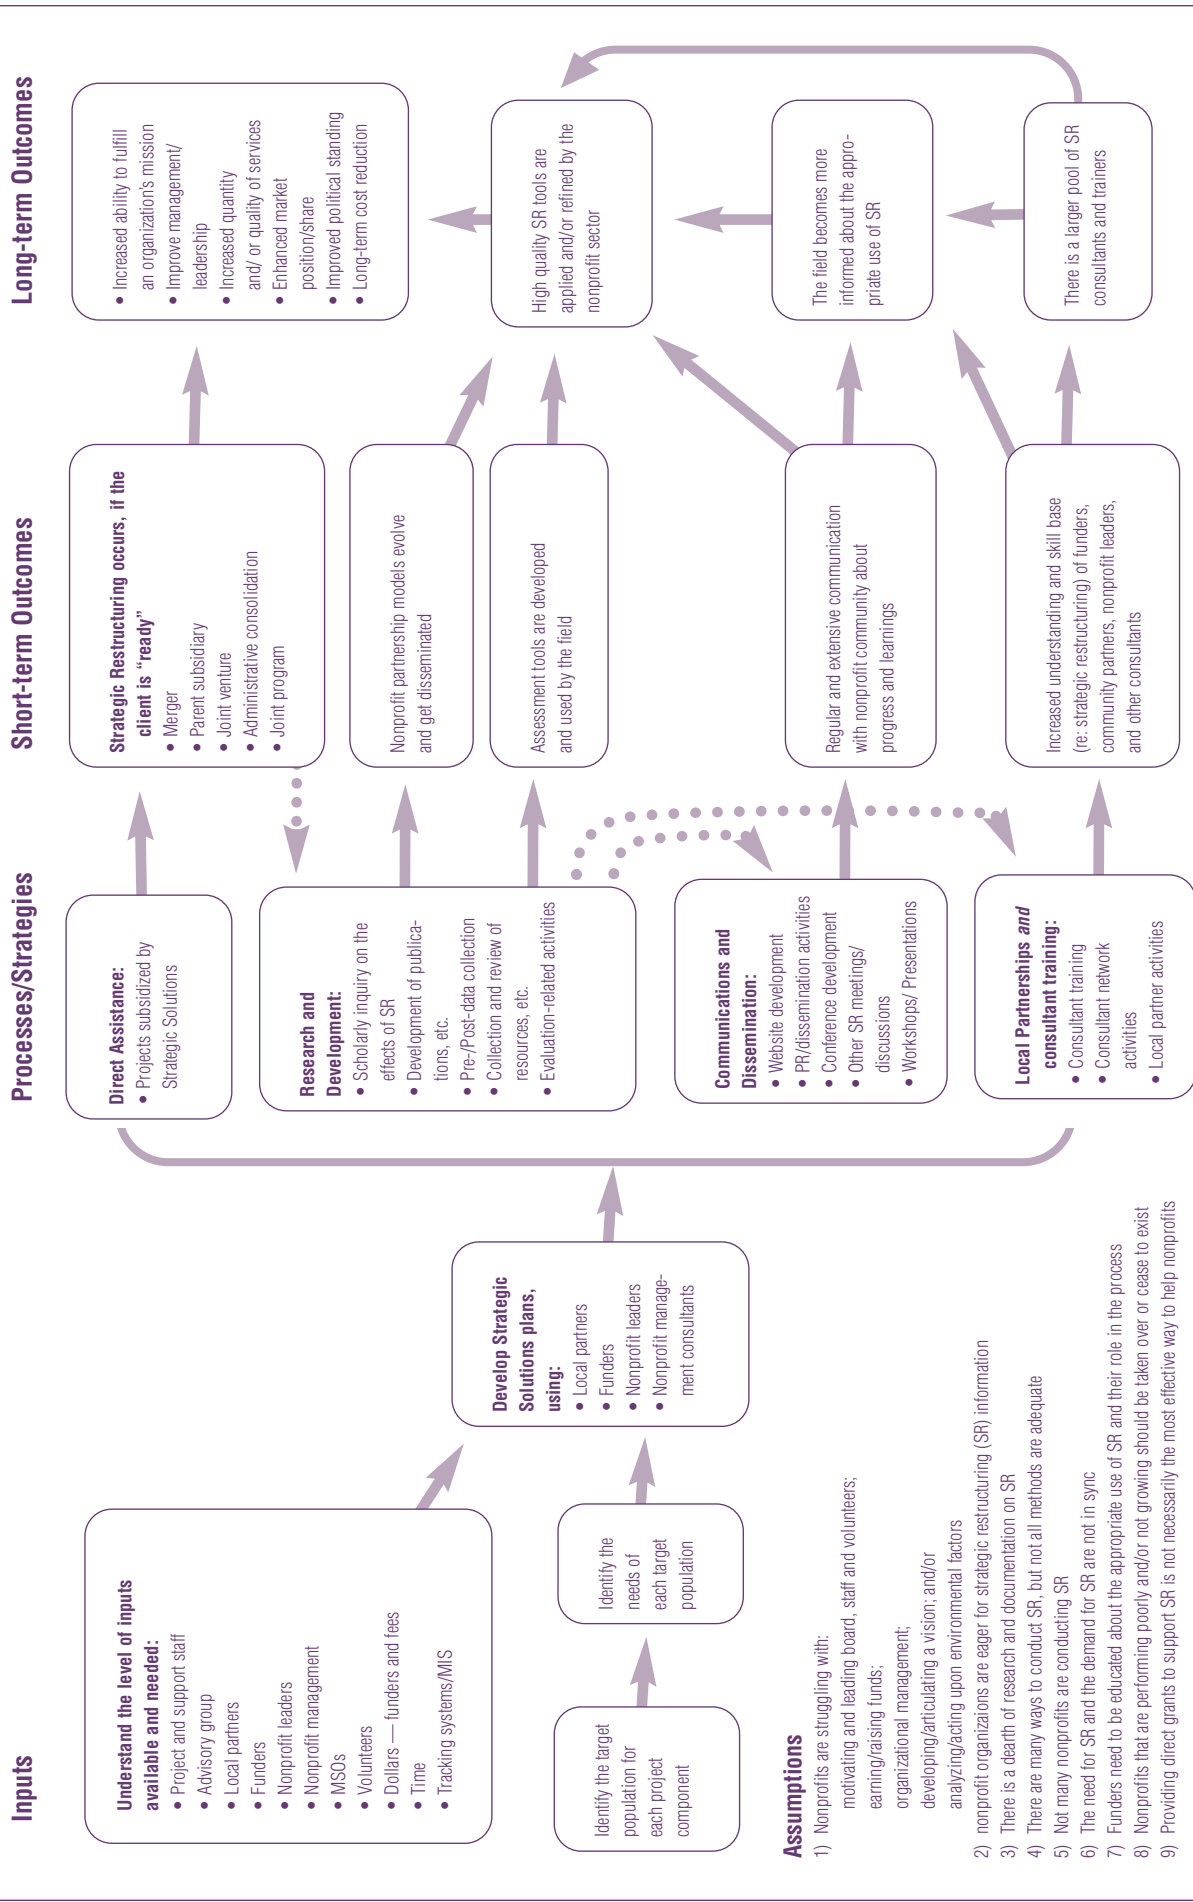 Inputs
Understand the level of inputs
available and needed:
• Project and support staff
• Advisory group
• Local partners
• Funders
• Nonprofit leaders
• Nonprofit management
• MSOs
• Volunteers
• Dollars — funders and fees
• Time
• Tracking systems/MIS
Identify the target
population for
each project
component
Identify the
needs of
each target
population
Develop Strategic
Solutions plans,
using:
• Local partners
• Funders
• Nonprofit leaders
• Nonprofit manage-
ment consultants
Processes/Strategies
Direct Assistance:
• Projects subsidized by
Strategic Solutions
Research and
Development:
• Scholarly inquiry on the
effects of SR
• Development of publica-
tions, etc.
• Pre-/Post-data collection
• Collection and review of
resources, etc.
• Evaluation-related activities
Communications and
Dissemination:
• Website development
• PR/dissemination activities
• Conference development
• Other SR meetings/
discussions
• Workshops/ Presentations
Local Partnerships and
consultant training:
• Consultant training
• Consultant network
activities
• Local partner activities
Short-term Outcomes
Strategic Restructuring occurs, if the
client is “ready”
• Merger
• Parent subsidiary
• Joint venture
• Administrative consolidation
• Joint program
Nonprofit partnership models evolve
and get disseminated
Assessment tools are developed
and used by the field
Regular and extensive communication
with nonprofit community about
progress and learnings
Increased understanding and skill base
(re: strategic restructuring) of funders,
community partners, nonprofit leaders,
and other consultants
Long-term Outcomes
• Increased ability to fulfill
an organization’s mission
• Improve management/
leadership
• Increased quantity
and/ or quality of services
• Enhanced market
position/share
• Improved political standing
• Long-term cost reduction
High quality SR tools are
applied and/or refined by the
nonprofit sector
The field becomes more
informed about the appro-
priate use of SR
There is a larger pool of SR
consultants and trainers
Assumptions
1) Nonprofits are struggling with:
motivating and leading board, staff and volunteers;
earning/raising funds;
organizational management;
developing/articulating a vision; and/or
analyzing/acting upon environmental factors
2) nonprofit organizaions are eager for strategic restructuring (SR) information
3) There is a dearth of research and documentation on SR
4) There are many ways to conduct SR, but not all methods are adequate
5) Not many nonprofits are conducting SR
6) The need for SR and the demand for SR are not in sync
7) Funders need to be educated about the appropriate use of SR and their role in the process
8) Nonprofits that are performing poorly and/or not growing should be taken over or cease to exist
9) Providing direct grants to support SR is not necessarily the most effective way to help nonprofits